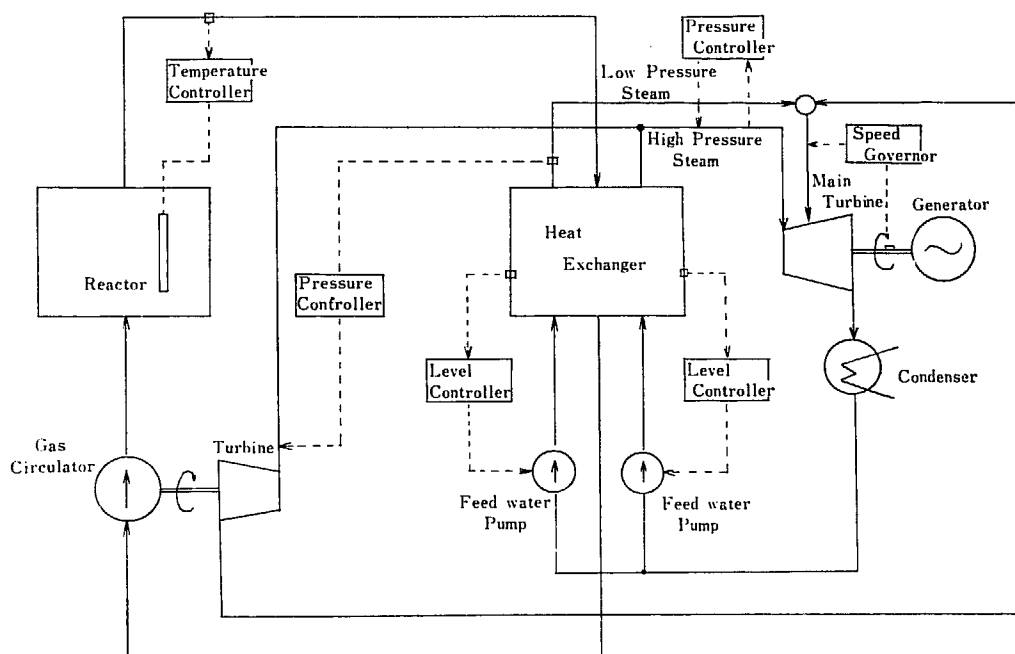 Pressure
Controller
Temperature
Controller
Low Pressure
Steam
High Pressure
Steam
Speed
Governor
Main
Turbine
Generator
Heat
Exchanger
Reactor
Pressure
Controller
Level
Controller
Level
Controller
Condenser
Gas
Circulator
Turbine
Feed water
Pump
Feed water
Pump